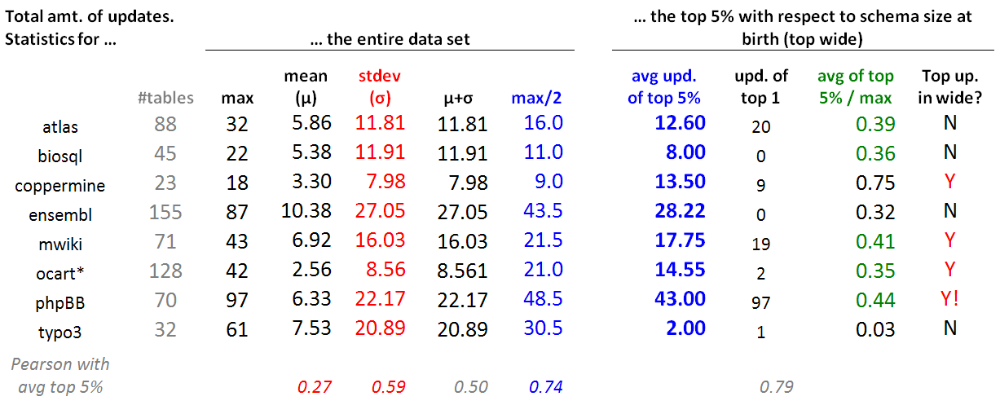 Total amt. of updates.
Statistics for ...
... the entire data set
... the top 5% with respect to schema size at
birth (top wide)
#tables max mean (μ) stdev (σ) μ+σ max/2 avg upd. of top 5% upd. of top 1 avg of top 5% / max Top up. in wide?
atlas 88 32 5.86 11.81 11.81 16.0 12.60 20 0.39 N
biosql 45 22 5.38 11.91 11.91 11.0 8.00 0 0.36 N
coppermine 23 18 3.30 7.98 7.98 9.0 13.50 9 0.75 Y
ensembl 155 87 10.38 27.05 27.05 43.5 28.22 0 0.32 N
mwiki 71 43 6.92 16.03 16.03 21.5 17.75 19 0.41 Y
ocart* 128 42 2.56 8.56 8.561 21.0 14.55 2 0.35 Y
phpBB 70 97 6.33 22.17 22.17 48.5 43.00 97 0.44 Y!
typo3 32 61 7.53 20.89 20.89 30.5 2.00 1 0.03 N
Pearson with
avg top 5% 0.27 0.59 0.50 0.74 0.79